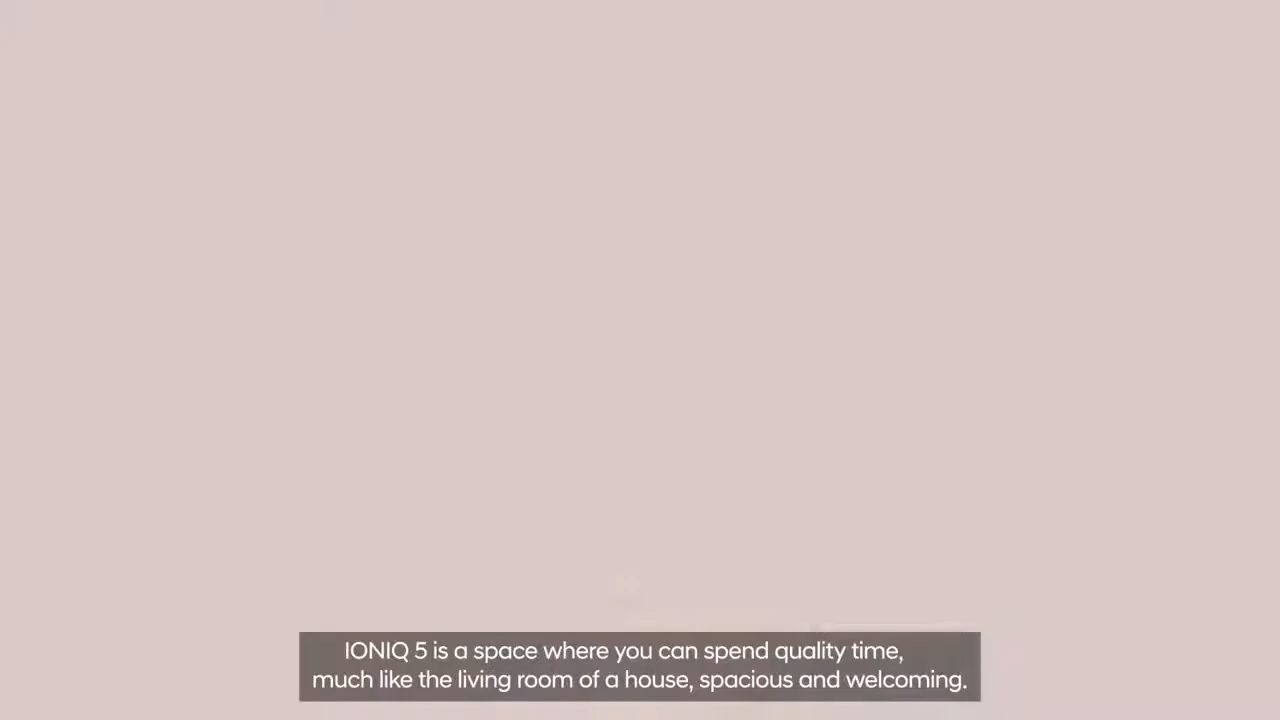 IONIQ 5 is a space where you can spend quality time,
much like the living room of a house, spacious and welcoming.